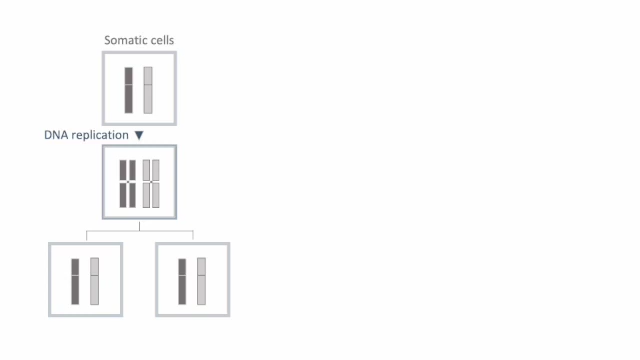 Somatic cells
DNA replication ▼